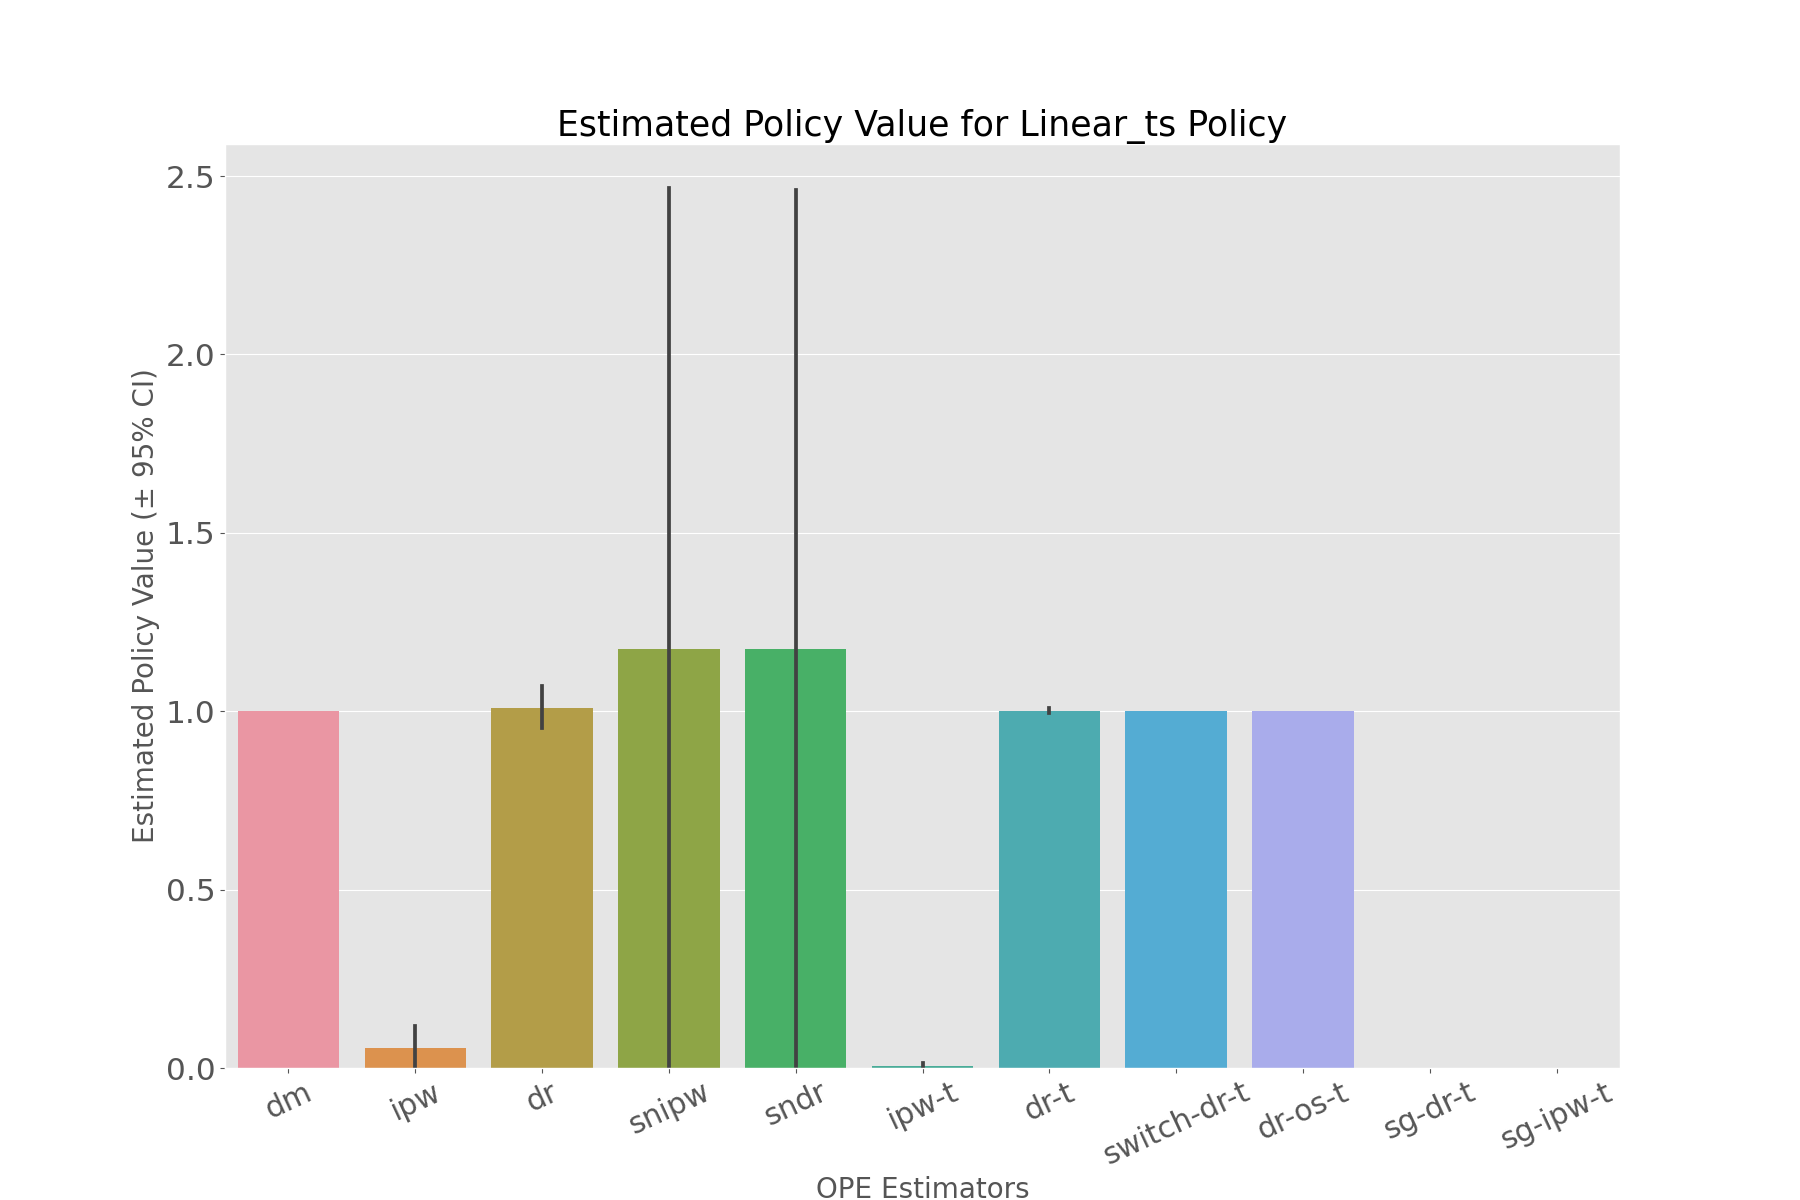 Estimated Policy Value for Linear_ts Policy
Estimated Policy Value (± 95% CI)
2.5
2.0
1.5
1.0
0.5
0.0
dm
ipw
dr
snipw
sndr
ipw-t
dr-t
switch-dr-t
dr-os-t
sg-dr-t
sg-ipw-t
OPE Estimators